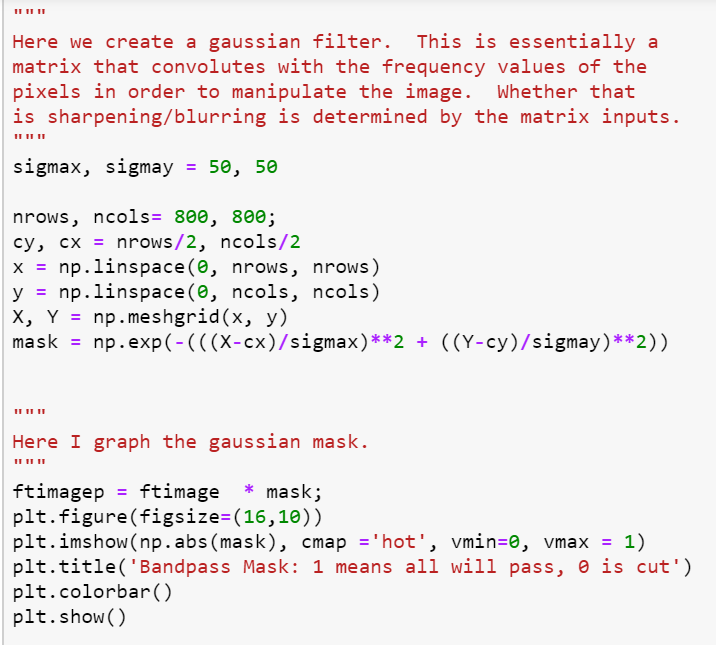 """
Here we create a gaussian filter.  This is essentially a
matrix that convolutes with the frequency values of the
pixels in order to manipulate the image.  Whether that
is sharpening/blurring is determined by the matrix inputs.
"""
sigmax, sigmay = 50, 50
nrows, ncols= 800, 800;
cy, cx = nrows/2, ncols/2
x = np.linspace(0, nrows, nrows)
y = np.linspace(0, ncols, ncols)
X, Y = np.meshgrid(x, y)
mask = np.exp(-(((X-cx)/sigmax)**2 + ((Y-cy)/sigmay)**2))
"""
Here I graph the gaussian mask.
"""
ftimagep = ftimage  * mask;
plt.figure(figsize=(16,10))
plt.imshow(np.abs(mask), cmap ='hot', vmin=0, vmax = 1)
plt.title('Bandpass Mask: 1 means all will pass, 0 is cut')
plt.colorbar()
plt.show()